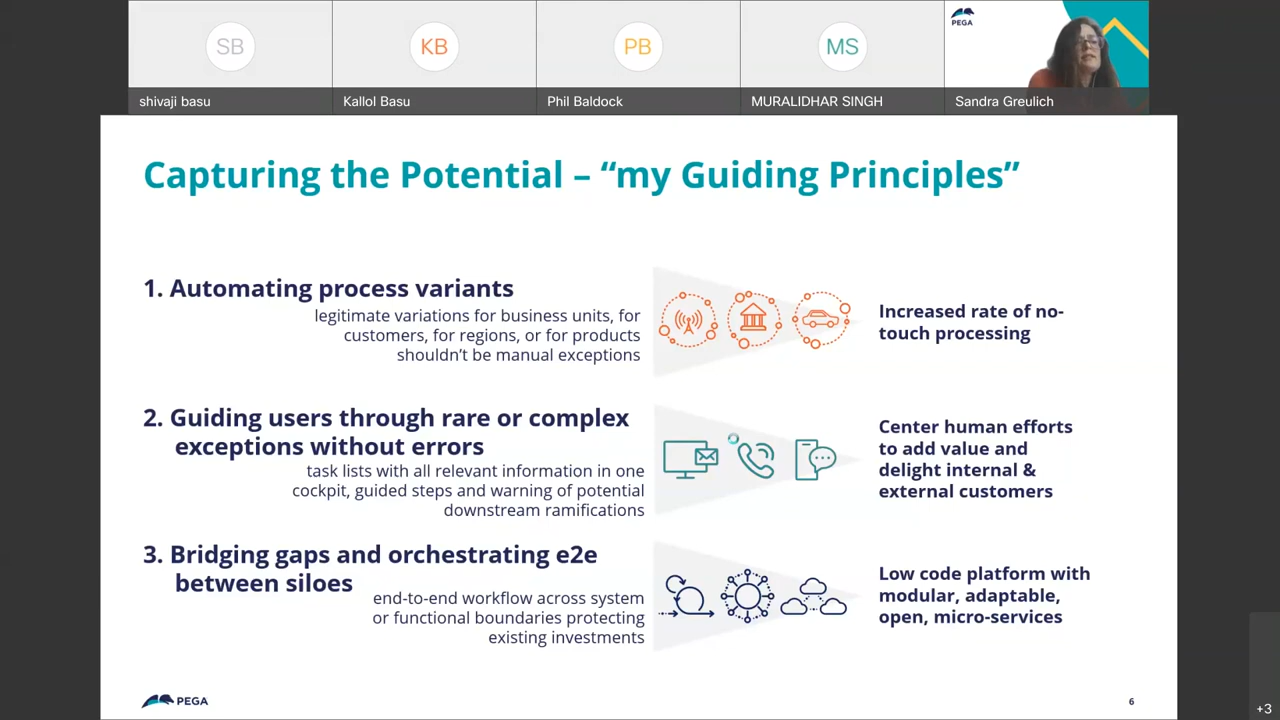 SB
KB
PB
MS
PEGA
shivaji basu
Kallol Basu
Phil Baldock
MURALIDHAR SINGH
Sandra Greulich
Capturing the Potential – “my Guiding Principles”
1. Automating process variants
legitimate variations for business units, for
customers, for regions, or for products
shouldn’t be manual exceptions
Increased rate of no-
touch processing
2. Guiding users through rare or complex
exceptions without errors
task lists with all relevant information in one
cockpit, guided steps and warning of potential
downstream ramifications
Center human efforts
to add value and
delight internal &
external customers
3. Bridging gaps and orchestrating e2e
between siloes
end-to-end workflow across system
or functional boundaries protecting
existing investments
Low code platform with
modular, adaptable,
open, micro-services
PEGA
6
+3